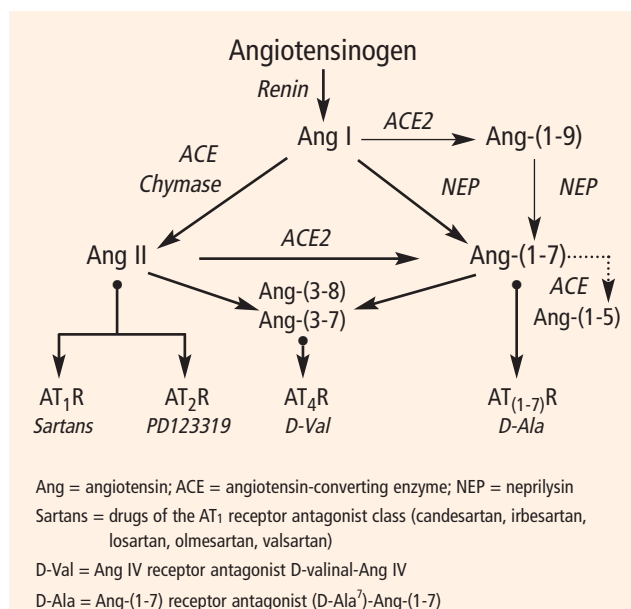 Angiotensinogen
Renin
Ang I
ACE2
Ang-(1-9)
ACE
Chymase
NEP
NEP
Ang II
ACE2
Ang-(1-7)
Ang-(3-8)
Ang-(3-7)
ACE
Ang-(1-5)
AT₁R
Sartans
AT₂R
PD123319
AT₄R
D-Val
AT₍₁₋₇₎R
D-Ala
Ang = angiotensin; ACE = angiotensin-converting enzyme; NEP = neprilysin
Sartans = drugs of the AT₁ receptor antagonist class (candesartan, irbesartan,
losartan, olmesartan, valsartan)
D-Val = Ang IV receptor antagonist D-valinal-Ang IV
D-Ala = Ang-(1-7) receptor antagonist (D-Ala⁷)-Ang-(1-7)